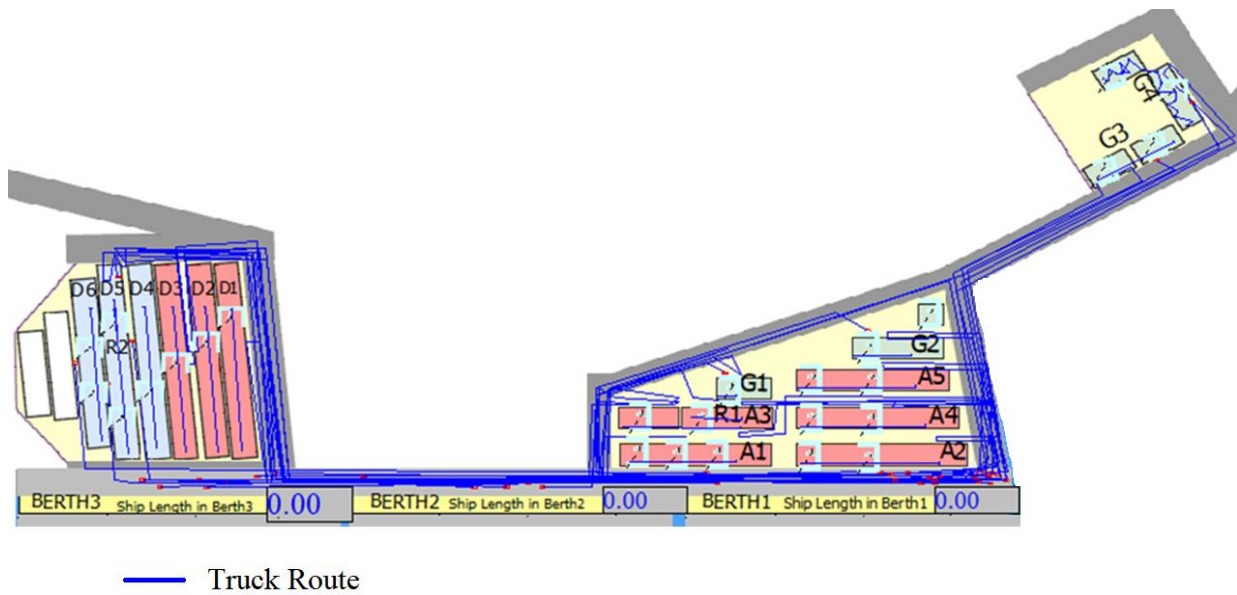 G4
G3
D6 D5 D4 D3 D2 D1
R2
G2
G1
A5
R1 A3
A4
A1
A2
BERTH3 Ship Length in Berth3 0.00 BERTH2 Ship Length in Berth2 0.00 BERTH1 Ship Length in Berth1 0.00
Truck Route